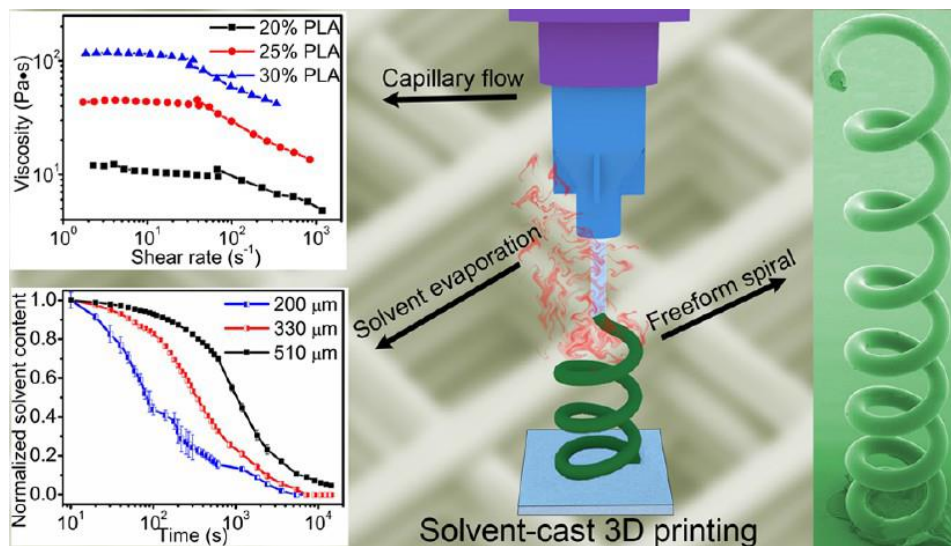 20% PLA
25% PLA
30% PLA
10²
10¹
Viscosity (Pa•s)
10⁰ 10¹ 10² 10³
Shear rate (s⁻¹)
Capillary flow
Solvent evaporation
Freeform spiral
1.0
0.8
0.6
0.4
0.2
0.0
Normalized solvent content
200 μm
330 μm
510 μm
10¹ 10² 10³ 10⁴
Time (s)
Solvent-cast 3D printing